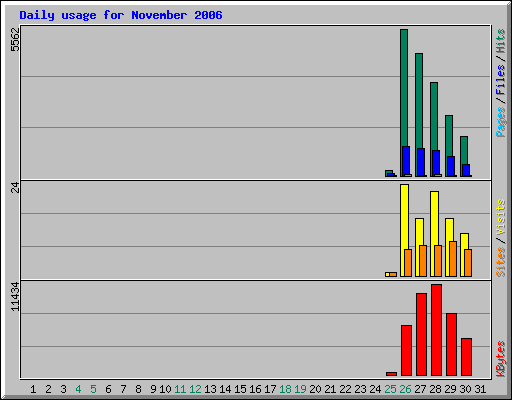 Daily usage for November 2006
5562
24
11434
Pages / Files / Hits
Sites / Visits
KBytes
1 2 3 4 5 6 7 8 9 10 11 12 13 14 15 16 17 18 19 20 21 22 23 24 25 26 27 28 29 30 31